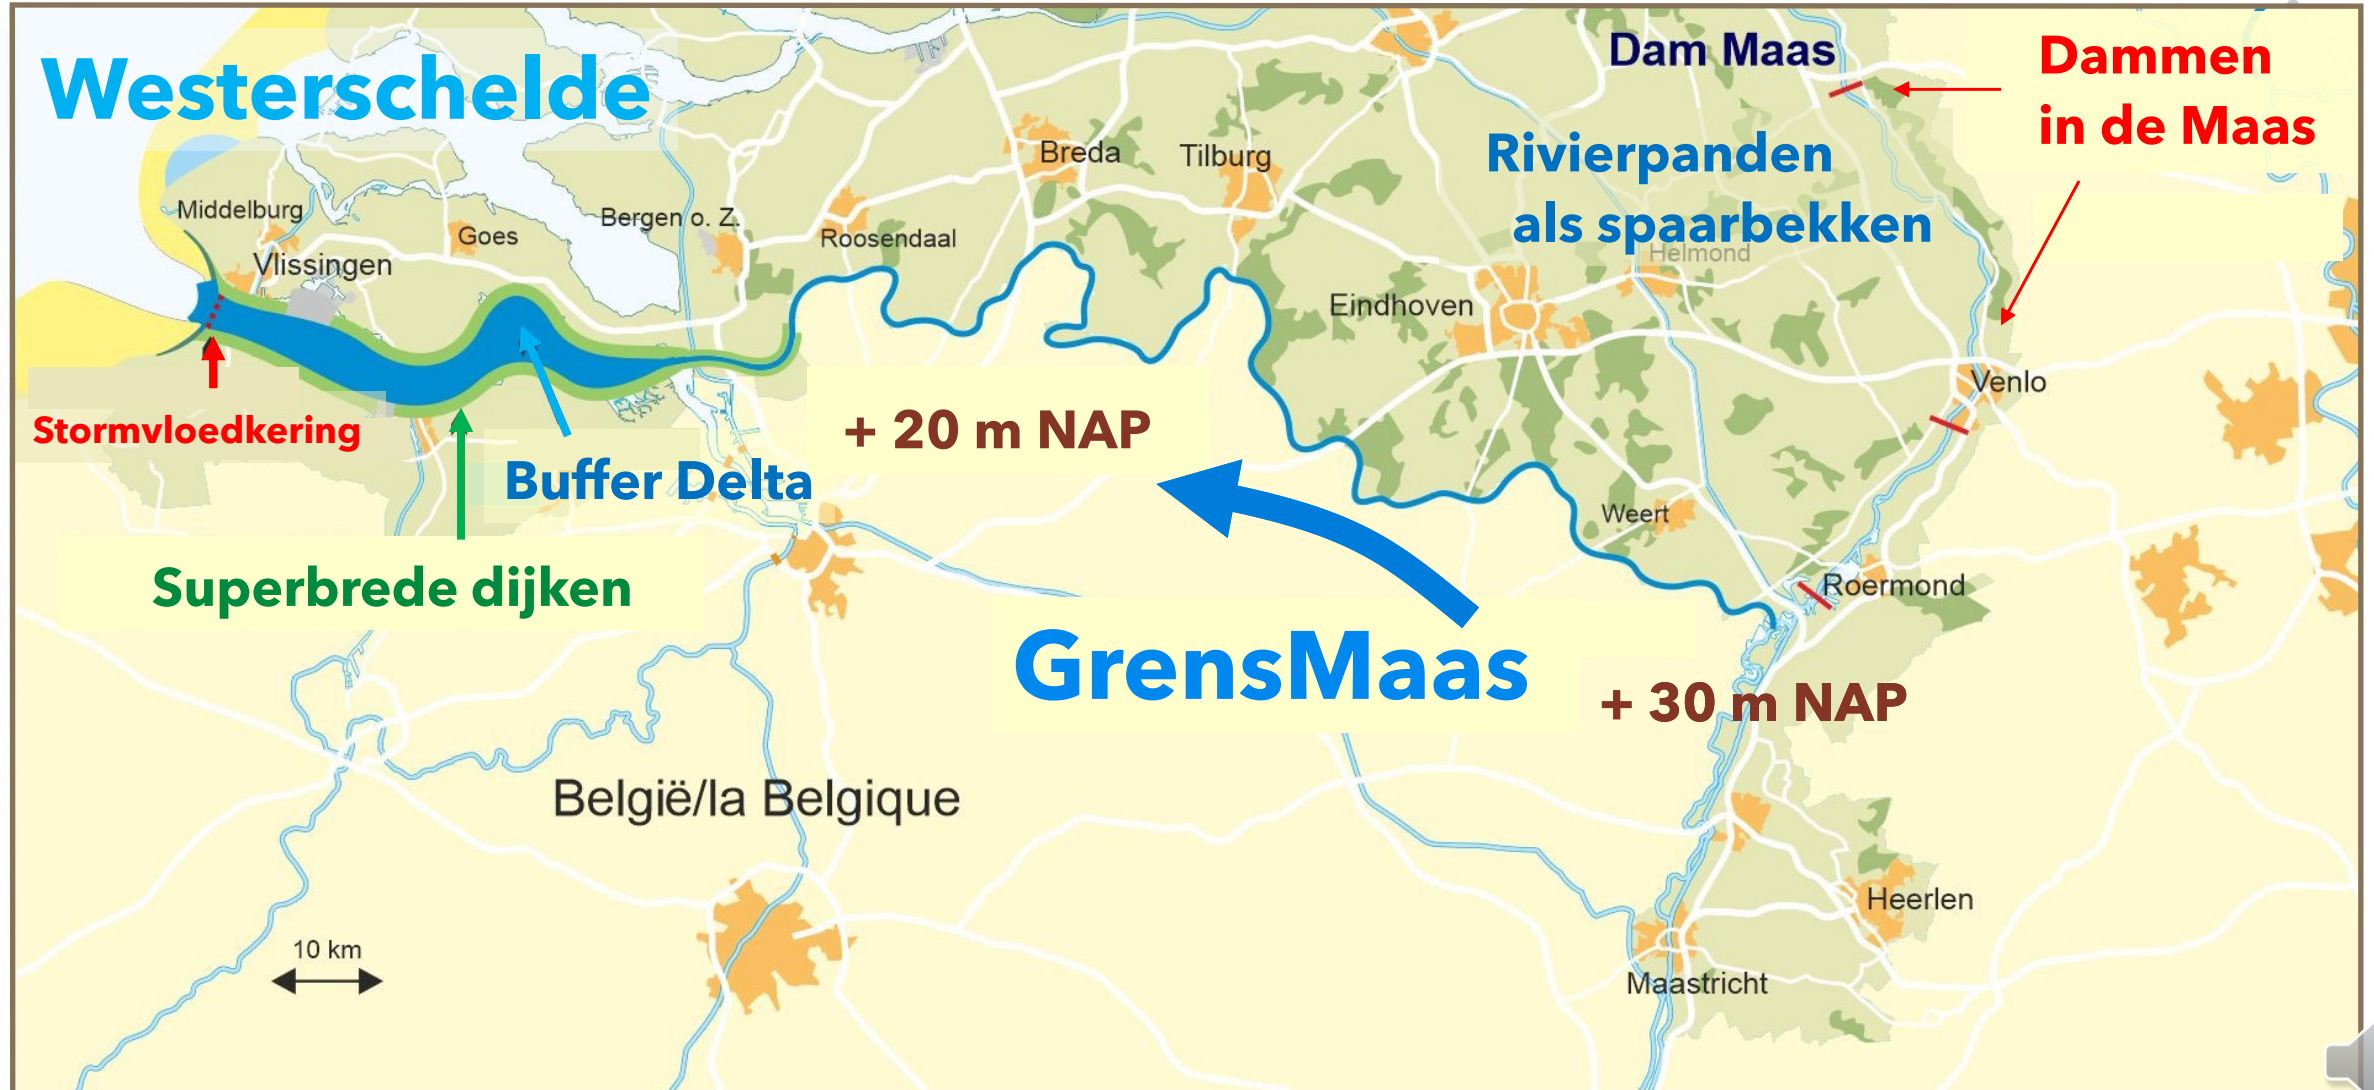 Westerschelde
Dam Maas
Dammen
in de Maas
Rivierpanden
als spaarbekken
Breda
Tilburg
Middelburg
Goes
Bergen o. Z.
Roosendaal
Helmond
Vlissingen
Eindhoven
Venlo
Stormvloedkering
+ 20 m NAP
Buffer Delta
Weert
Superbrede dijken
Roermond
GrensMaas
+ 30 m NAP
België/la Belgique
Heerlen
10 km
Maastricht